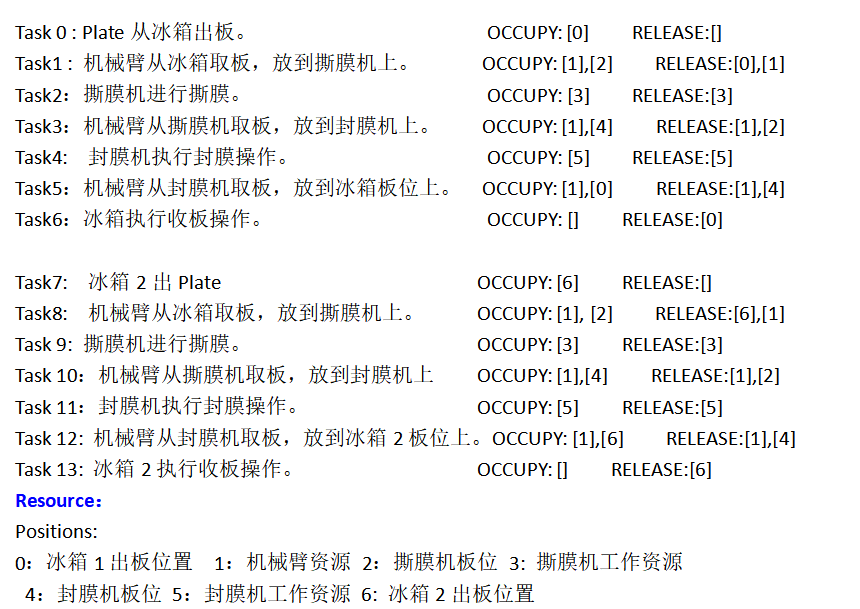 Task 0 : Plate 从冰箱出板。 OCCUPY: [0] RELEASE:[]
Task1 : 机械臂从冰箱取板，放到撕膜机上。 OCCUPY: [1],[2] RELEASE:[0],[1]
Task2：撕膜机进行撕膜。 OCCUPY: [3] RELEASE:[3]
Task3：机械臂从撕膜机取板，放到封膜机上。 OCCUPY: [1],[4] RELEASE:[1],[2]
Task4: 封膜机执行封膜操作。 OCCUPY: [5] RELEASE:[5]
Task5：机械臂从封膜机取板，放到冰箱板位上。 OCCUPY: [1],[0] RELEASE:[1],[4]
Task6：冰箱执行收板操作。 OCCUPY: [] RELEASE:[0]
Task7: 冰箱 2 出 Plate OCCUPY: [6] RELEASE:[]
Task8: 机械臂从冰箱取板，放到撕膜机上。 OCCUPY: [1], [2] RELEASE:[6],[1]
Task 9: 撕膜机进行撕膜。 OCCUPY: [3] RELEASE:[3]
Task 10：机械臂从撕膜机取板，放到封膜机上 OCCUPY: [1],[4] RELEASE:[1],[2]
Task 11：封膜机执行封膜操作。 OCCUPY: [5] RELEASE:[5]
Task 12: 机械臂从封膜机取板，放到冰箱 2 板位上。OCCUPY: [1],[6] RELEASE:[1],[4]
Task 13: 冰箱 2 执行收板操作。 OCCUPY: [] RELEASE:[6]
Resource：
Positions:
0：冰箱 1 出板位置 1：机械臂资源 2：撕膜机板位 3: 撕膜机工作资源
4：封膜机板位 5：封膜机工作资源 6: 冰箱 2 出板位置